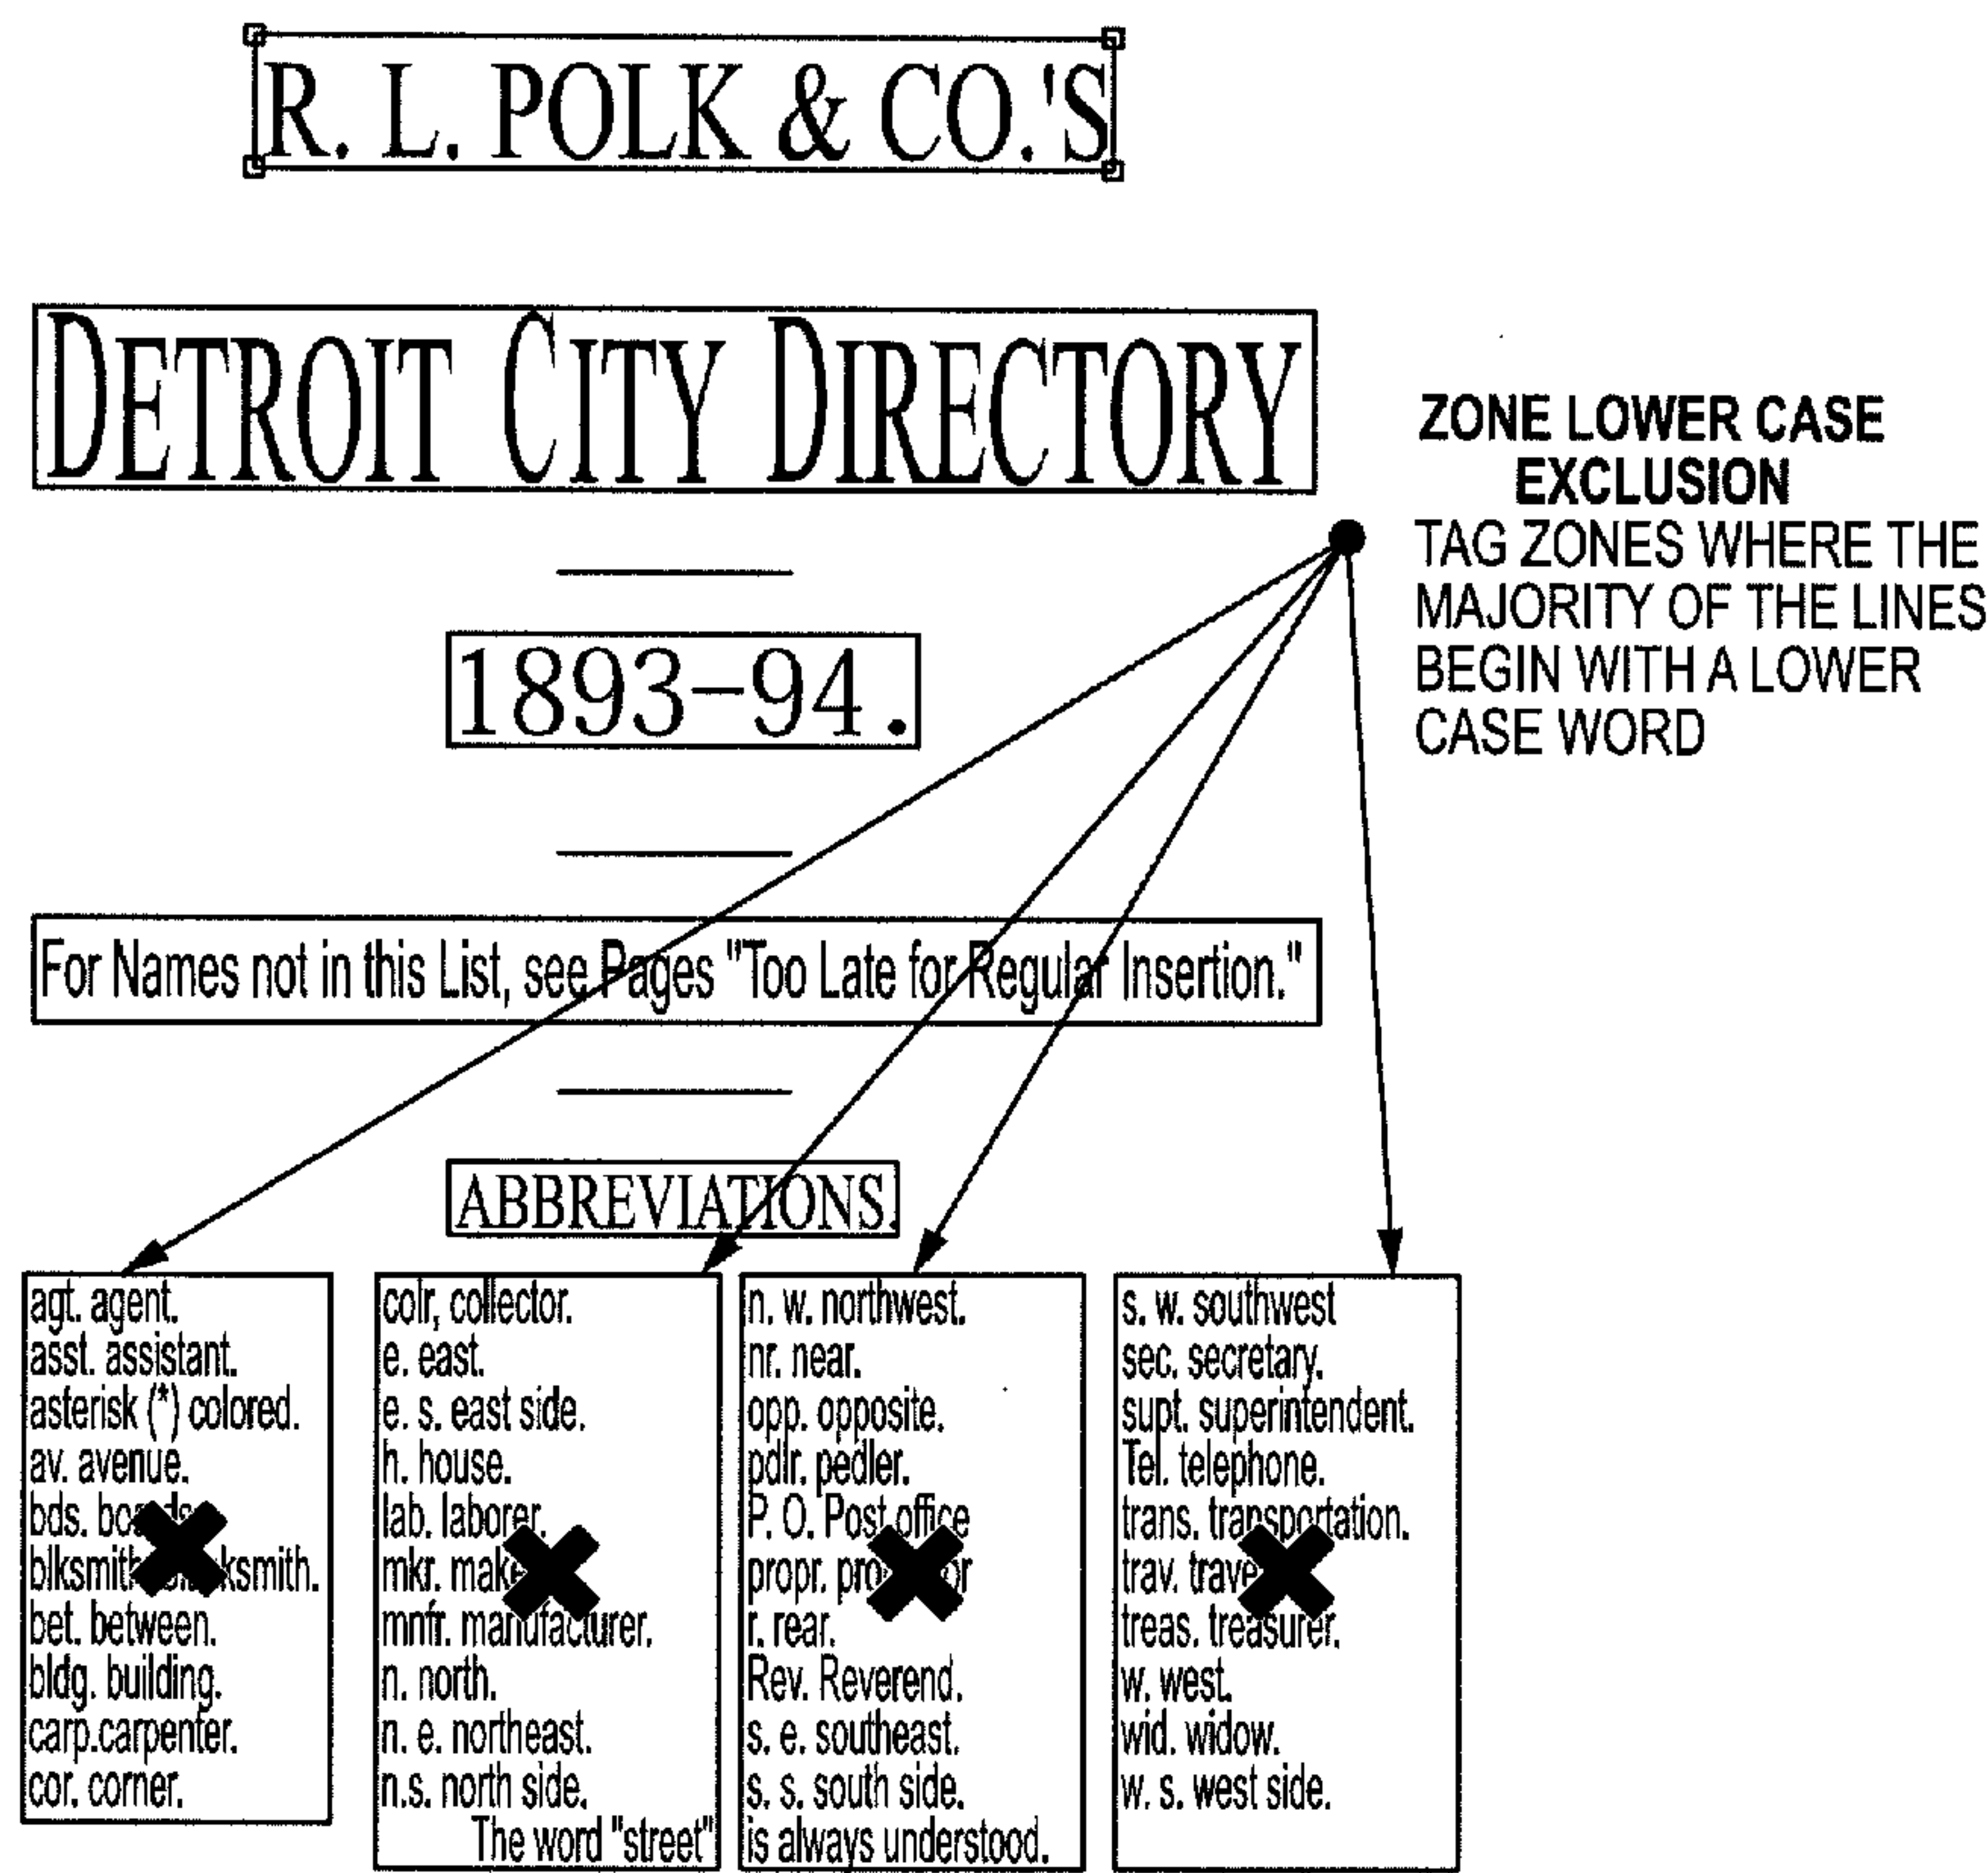 R. L. POLK & CO.'S
DETROIT CITY DIRECTORY
1893-94.
ZONE LOWER CASE
EXCLUSION
TAG ZONES WHERE THE
MAJORITY OF THE LINES
BEGIN WITH A LOWER
CASE WORD
For Names not in this List, see Pages "Too Late for Regular Insertion."
ABBREVIATIONS.
agt. agent.
asst. assistant.
asterisk (*) colored.
av. avenue.
bds.
bet. between.
bldg. building.
carp.carpenter.
cor. corner.
colr, collector.
e. east.
e. s. east side.
h. house.
lab. laborer.
mkr.
mnfr. manufacturer.
n. north.
n. e. northeast.
n.s. north side.
The word "street"
n. w. northwest.
nr. near.
opp. opposite.
pdlr. pedler.
P. O. Post office
propr.
r. rear.
Rev. Reverend.
s. e. southeast.
s. s. south side.
is always understood.
s. w. southwest
sec. secretary.
supt. superintendent.
Tel. telephone.
trans. transportation.
trav.
treas. treasurer.
w. west.
wid. widow.
w. s. west side.